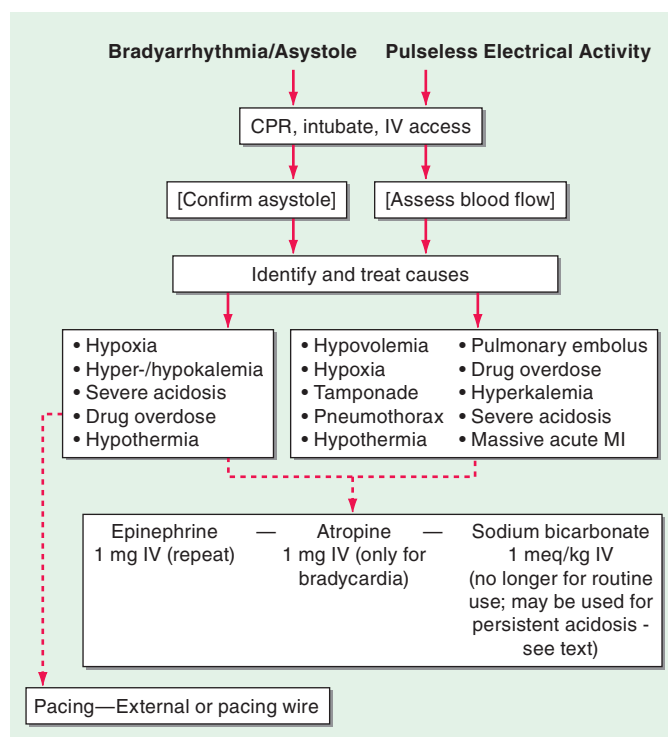 Bradyarrhythmia/Asystole
Pulseless Electrical Activity
CPR, intubate, IV access
[Confirm asystole]
[Assess blood flow]
Identify and treat causes
• Hypoxia
• Hyper-/hypokalemia
• Severe acidosis
• Drug overdose
• Hypothermia
• Hypovolemia
• Hypoxia
• Tamponade
• Pneumothorax
• Hypothermia
• Pulmonary embolus
• Drug overdose
• Hyperkalemia
• Severe acidosis
• Massive acute MI
Epinephrine — Atropine — Sodium bicarbonate
1 mg IV (repeat)
1 mg IV (only for
bradycardia)
1 meq/kg IV
(no longer for routine
use; may be used for
persistent acidosis -
see text)
Pacing—External or pacing wire